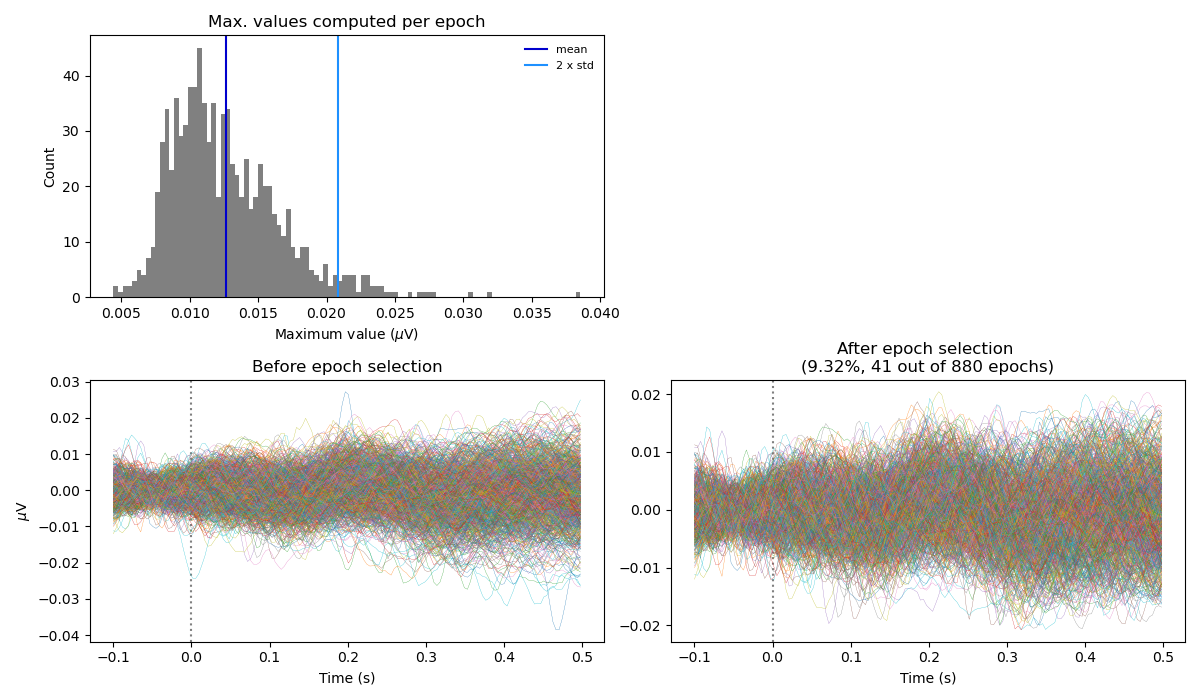 Max. values computed per epoch
mean
2 x std
40
30
20
10
0
Count
0.005 0.010 0.015 0.020 0.025 0.030 0.035 0.040
Maximum value (μV)
Before epoch selection
0.03
0.02
0.01
0.00
−0.01
−0.02
−0.03
−0.04
μV
−0.1 0.0 0.1 0.2 0.3 0.4 0.5
Time (s)
After epoch selection
(9.32%, 41 out of 880 epochs)
0.02
0.01
0.00
−0.01
−0.02
−0.1 0.0 0.1 0.2 0.3 0.4 0.5
Time (s)